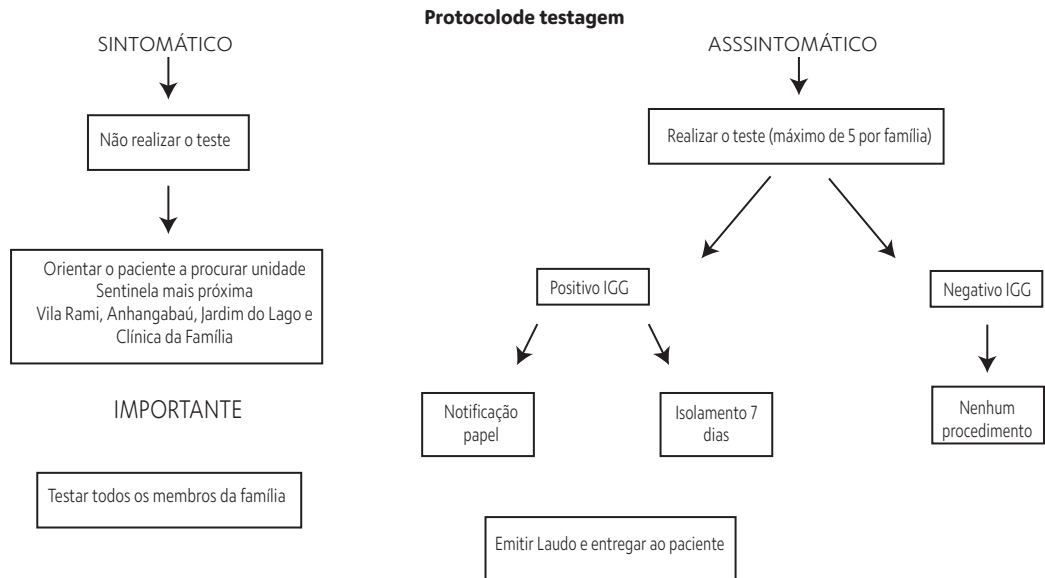 Protocolode testagem
SINTOMÁTICO
Não realizar o teste
Orientar o paciente a procurar unidade
Sentinela mais próxima
Vila Rami, Anhangabaú, Jardim do Lago e
Clínica da Família
IMPORTANTE
Testar todos os membros da família
ASSSINTOMÁTICO
Realizar o teste (máximo de 5 por família)
Positivo IGG
Negativo IGG
Notificação
papel
Isolamento 7
dias
Nenhum
procedimento
Emitir Laudo e entregar ao paciente